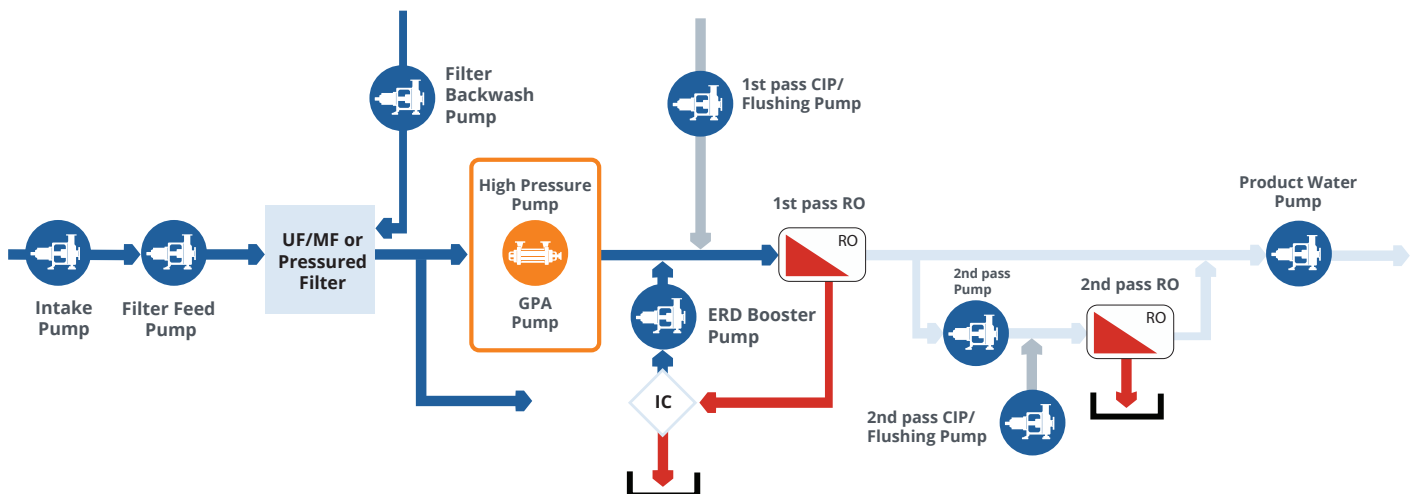 Filter
Backwash
Pump
1st pass CIP/
Flushing Pump
High Pressure
Pump
GPA
Pump
1st pass RO
RO
Product Water
Pump
UF/MF or
Pressured
Filter
Intake
Pump
Filter Feed
Pump
ERD Booster
Pump
IC
2nd pass
Pump
2nd pass RO
RO
2nd pass CIP/
Flushing Pump